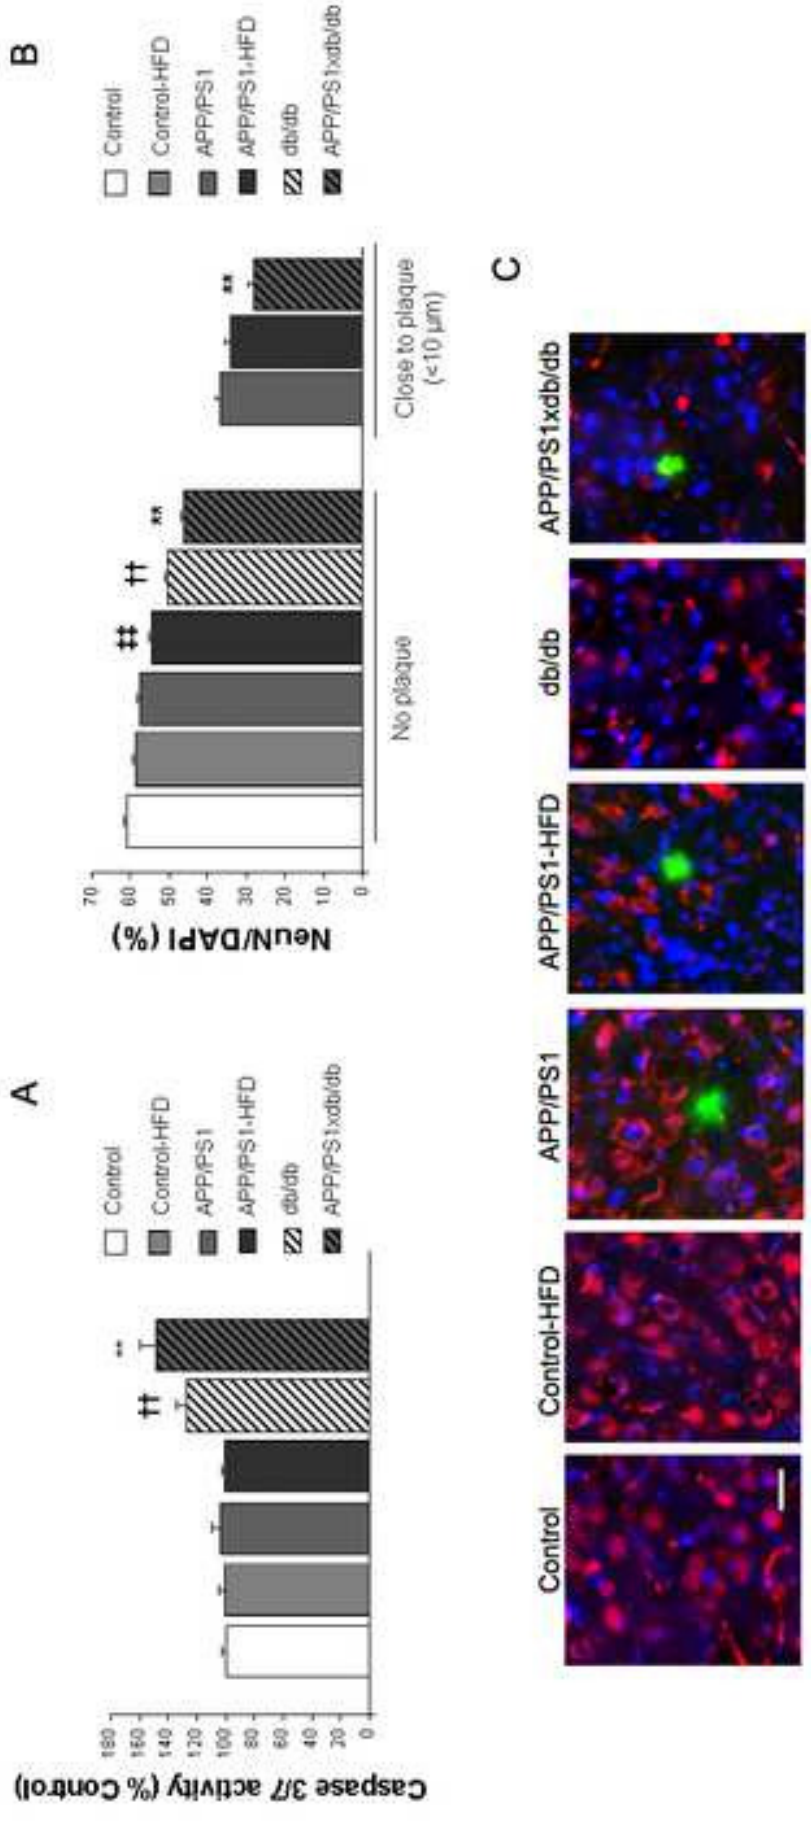 A
Caspase 3/7 activity (% Control)
180
160
140
120
100
80
60
40
20
0
††
**
Control
Control-HFD
APP/PS1
APP/PS1-HFD
db/db
APP/PS1xdb/db
B
NeuN/DAPI (%)
70
60
50
40
30
20
10
0
‡‡
††
**
**
No plaque
Close to plaque
(<10 µm)
Control
Control-HFD
APP/PS1
APP/PS1-HFD
db/db
APP/PS1xdb/db
C
Control
Control-HFD
APP/PS1
APP/PS1-HFD
db/db
APP/PS1xdb/db